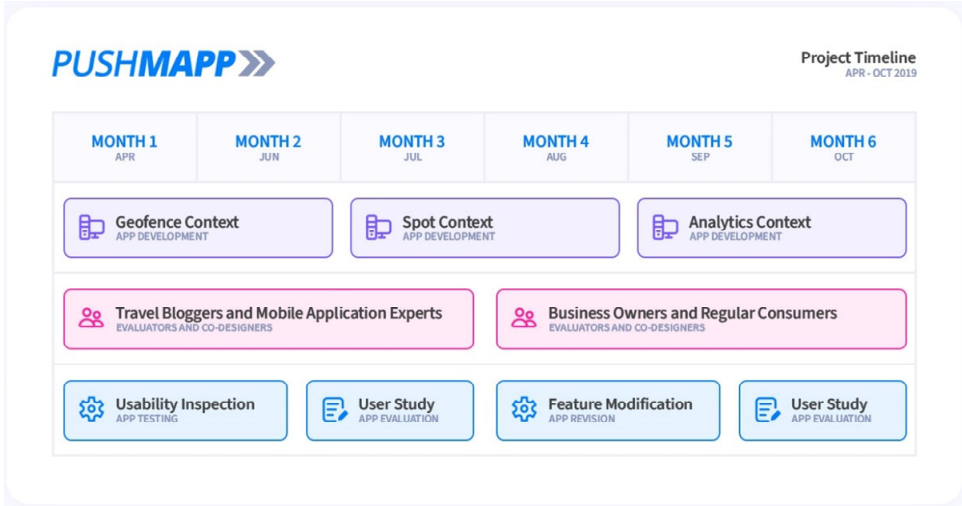 PUSHMAPP
Project Timeline
APR - OCT 2019
MONTH 1
APR
MONTH 2
JUN
MONTH 3
JUL
MONTH 4
AUG
MONTH 5
SEP
MONTH 6
OCT
Geofence Context
APP DEVELOPMENT
Spot Context
APP DEVELOPMENT
Analytics Context
APP DEVELOPMENT
Travel Bloggers and Mobile Application Experts
EVALUATORS AND CO-DESIGNERS
Business Owners and Regular Consumers
EVALUATORS AND CO-DESIGNERS
Usability Inspection
APP TESTING
User Study
APP EVALUATION
Feature Modification
APP REVISION
User Study
APP EVALUATION